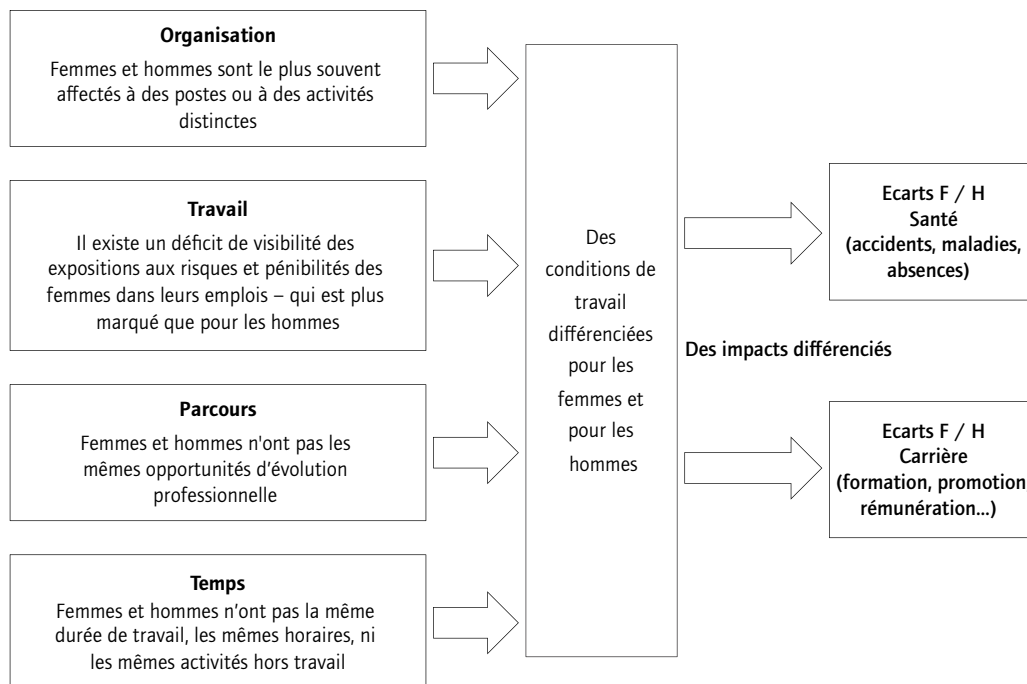 Organisation
Femmes et hommes sont le plus souvent
affectés à des postes ou à des activités
distinctes
Travail
Il existe un déficit de visibilité des
expositions aux risques et pénibilités des
femmes dans leurs emplois – qui est plus
marqué que pour les hommes
Parcours
Femmes et hommes n'ont pas les
mêmes opportunités d'évolution
professionnelle
Temps
Femmes et hommes n'ont pas la même
durée de travail, les mêmes horaires, ni
les mêmes activités hors travail
Des
conditions de
travail
différenciées
pour les
femmes et
pour les
hommes
Des impacts différenciés
Ecarts F / H
Santé
(accidents, maladies,
absences)
Ecarts F / H
Carrière
(formation, promotion
rémunération...)